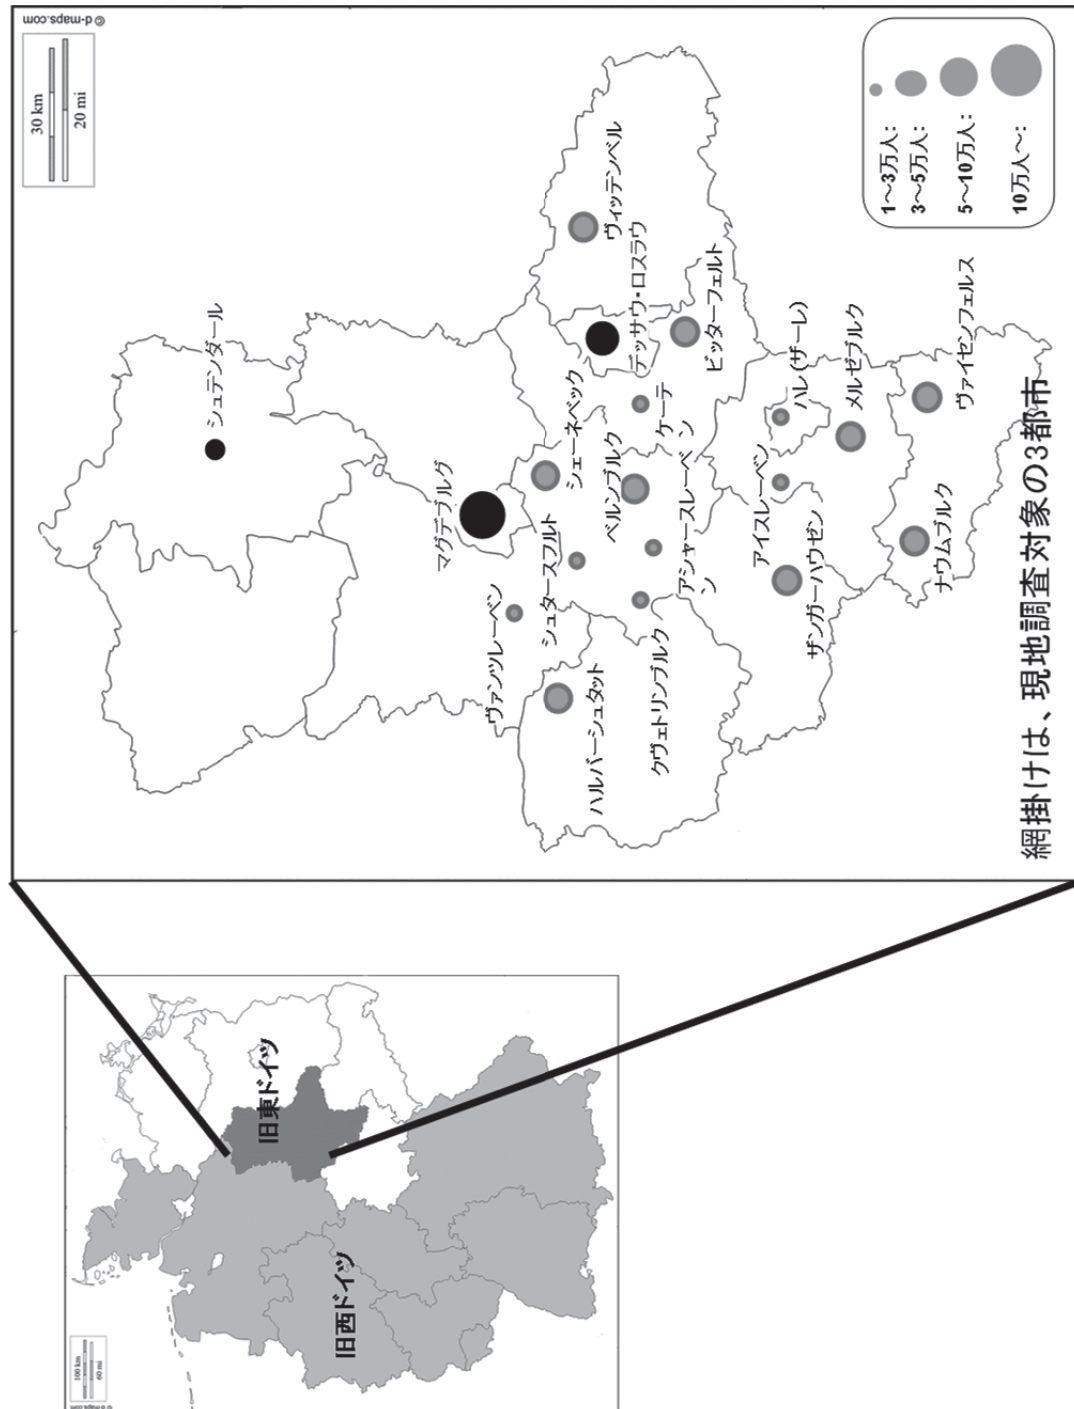 © d-maps.com
30 km
20 mi
シュテンダール
マグデブルグ
ヴァンツレーベン
シュタースフルト
シェーネベック
ハルバーシュタット
ベルンブルク
クヴェトリンブルク
アシャースレーベン
ケーテ
ヴィッテンベル
デッサウ・ロスラウ
ビッターフェルト
アイスレーベン
ハレ(ザーレ)
ザンガーハウゼン
メルゼブルク
ナウムブルク
ヴァイセンフェルス
1〜3万人:
3〜5万人:
5〜10万人:
10万人〜:
網掛けは、現地調査対象の3都市
100 km
60 mi
旧東ドイツ
旧西ドイツ